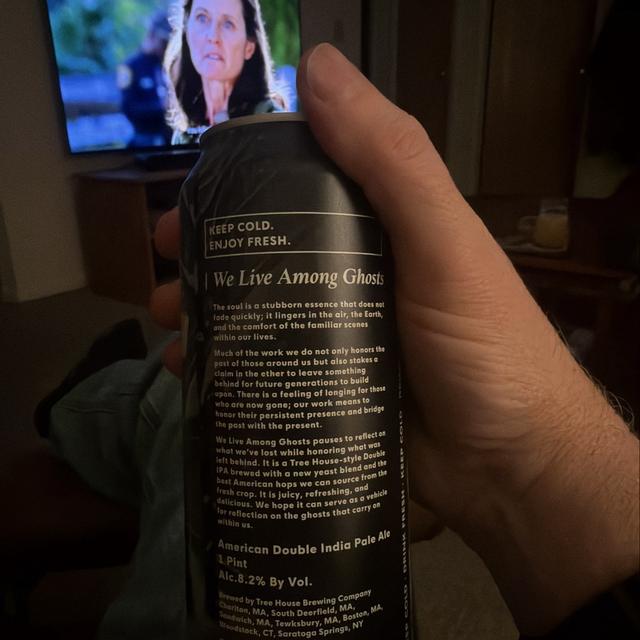 KEEP COLD.
ENJOY FRESH.
We Live Among Ghosts
The soul is a stubborn essence that does not
fade quickly; it lingers in the air, the Earth,
and the comfort of the familiar scenes
within our lives.
Much of the work we do not only honors the
past of those around us but also stakes a
claim in the ether to leave something
behind for future generations to build
upon. There is a feeling of longing for those
who are now gone; our work means to
honor their persistent presence and bridge
the past with the present.
We Live Among Ghosts pauses to reflect on
what we've lost while honoring what was
left behind. It is a Tree House-style Double
IPA brewed with a new yeast blend and the
best American hops we can source from the
fresh crop. It is juicy, refreshing, and
delicious. We hope it can serve as a vehicle
for reflection on the ghosts that carry on
within us.
American Double India Pale Ale
1 Pint
Alc.8.2% By Vol.
Brewed by Tree House Brewing Company
Charlton, MA, South Deerfield, MA,
Sandwich, MA, Tewksbury, MA, Boston, MA,
Woodstock, CT, Saratoga Springs, NY
COLD · DRINK FRESH · KEEP COLD